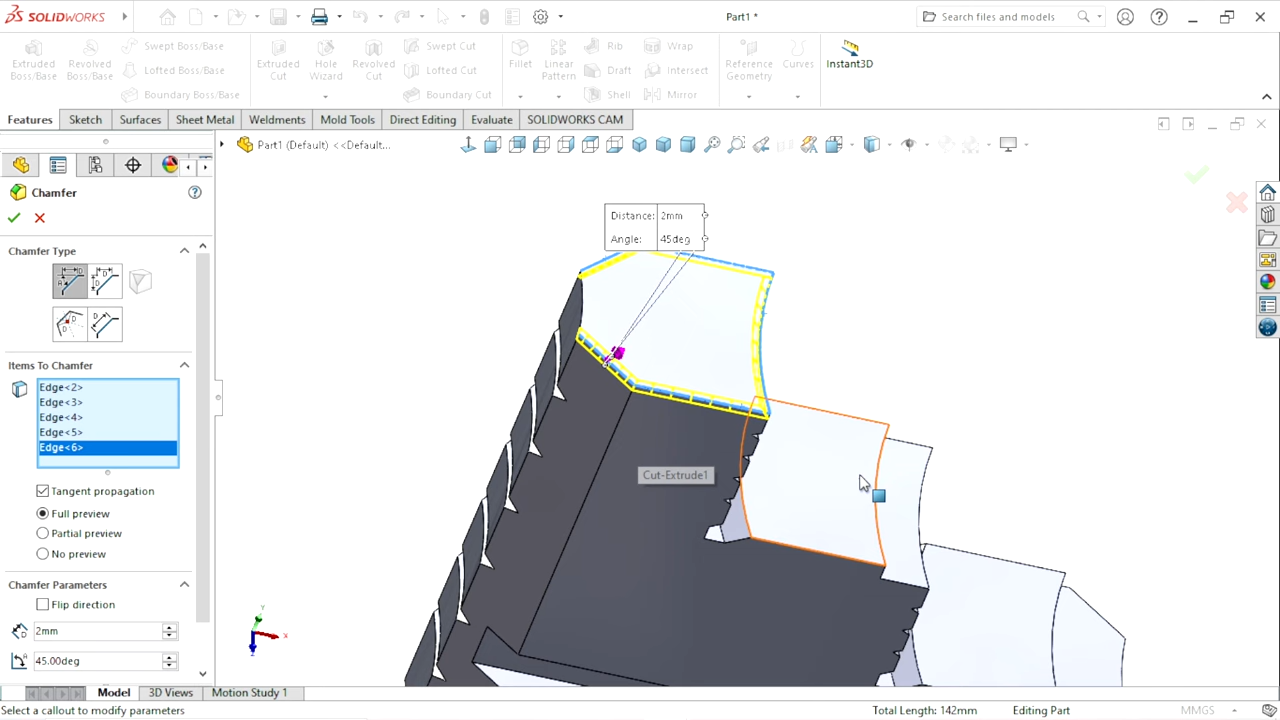 SOLIDWORKS
Part1 *
Search files and models
Extruded Boss/Base
Revolved Boss/Base
Swept Boss/Base
Lofted Boss/Base
Boundary Boss/Base
Extruded Cut
Hole Wizard
Revolved Cut
Swept Cut
Lofted Cut
Boundary Cut
Fillet
Linear Pattern
Rib
Draft
Shell
Wrap
Intersect
Mirror
Reference Geometry
Curves
Instant3D
Features
Sketch
Surfaces
Sheet Metal
Weldments
Mold Tools
Direct Editing
Evaluate
SOLIDWORKS CAM
Part1 (Default) <<Default...
Chamfer
Chamfer Type
Items To Chamfer
Edge<2>
Edge<3>
Edge<4>
Edge<5>
Edge<6>
Tangent propagation
Full preview
Partial preview
No preview
Chamfer Parameters
Flip direction
2mm
45.00deg
Distance: 2mm
Angle: 45deg
Cut-Extrude1
Y
X
Z
Model
3D Views
Motion Study 1
Select a callout to modify parameters
Total Length: 142mm
Editing Part
MMGS